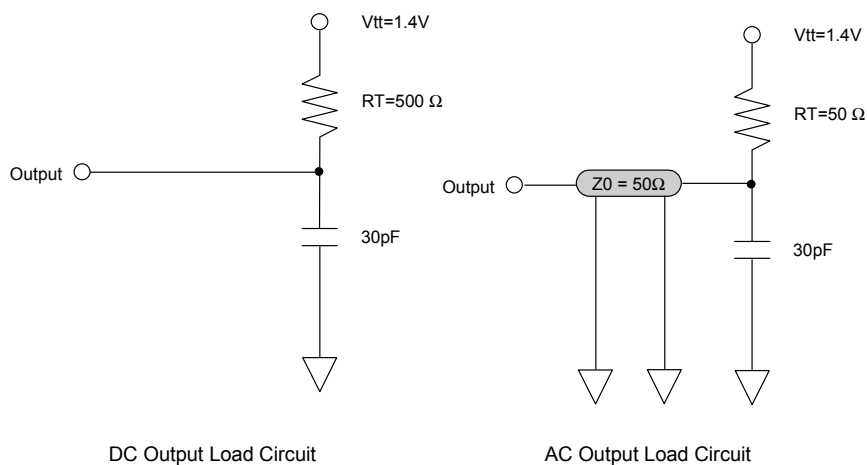 Vtt=1.4V
RT=500 Ω
Output
30pF
DC Output Load Circuit
Vtt=1.4V
RT=50 Ω
Output
Z0 = 50Ω
30pF
AC Output Load Circuit